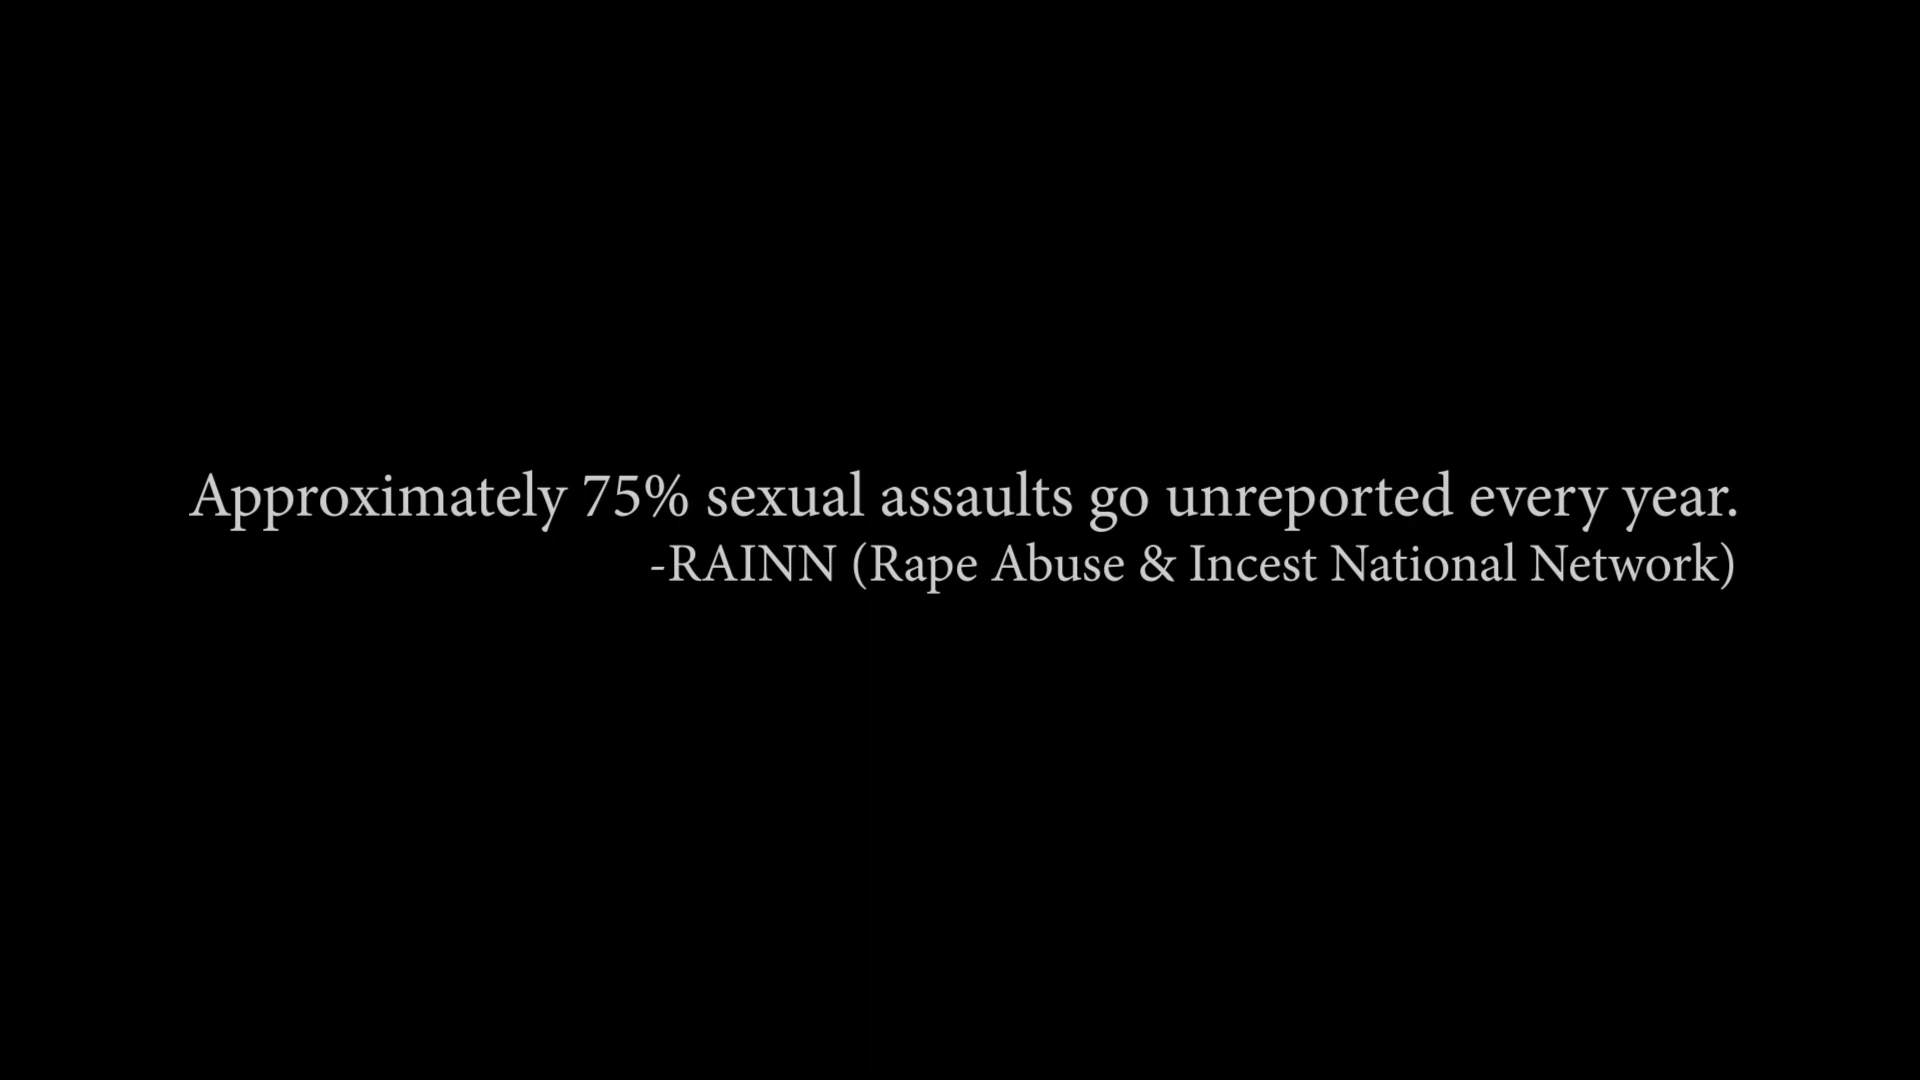 Approximately 75% sexual assaults go unreported every year.
-RAINN (Rape Abuse & Incest National Network)